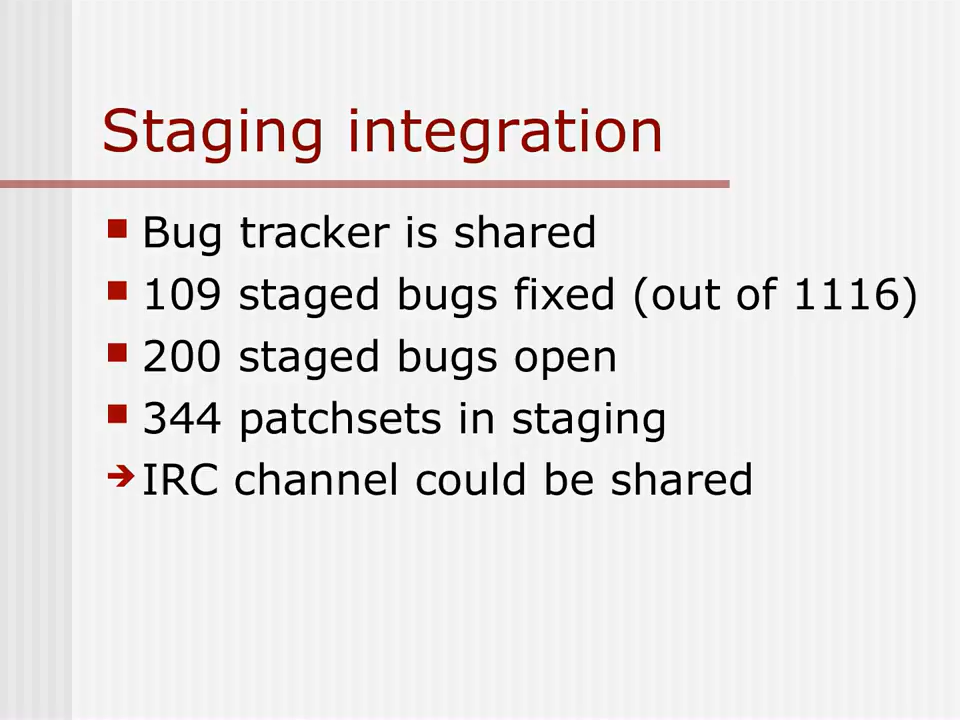 Staging integration
Bug tracker is shared
109 staged bugs fixed (out of 1116)
200 staged bugs open
344 patchsets in staging
➔ IRC channel could be shared